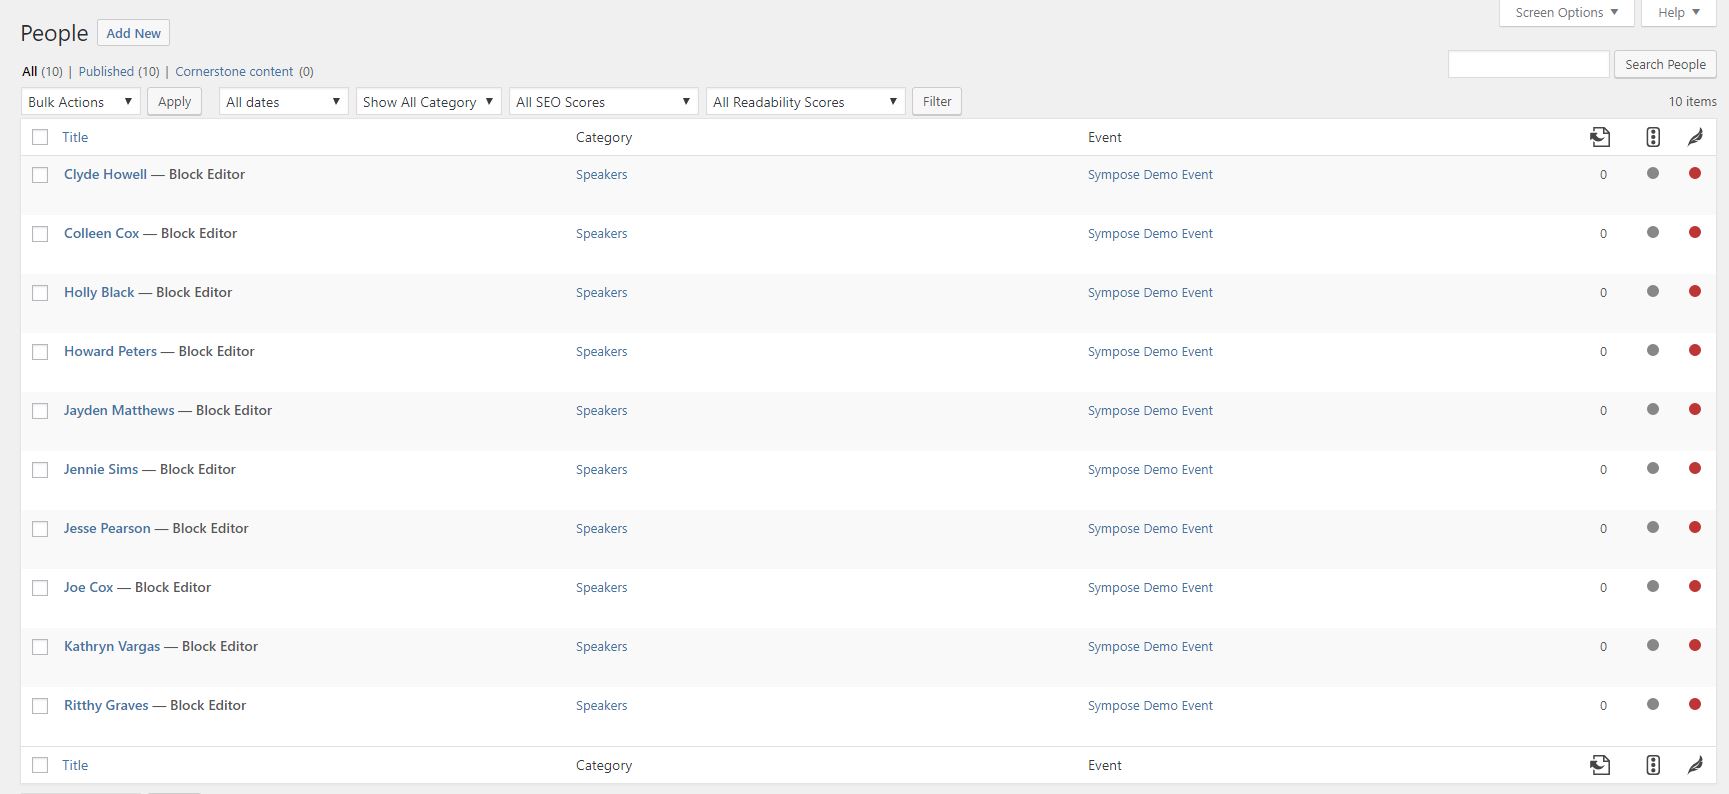 Screen Options Help
People Add New
All (10) | Published (10) | Cornerstone content (0)
Search People
Bulk Actions Apply All dates Show All Category All SEO Scores All Readability Scores Filter 10 items
Title Category Event
Clyde Howell — Block Editor Speakers Sympose Demo Event 0
Colleen Cox — Block Editor Speakers Sympose Demo Event 0
Holly Black — Block Editor Speakers Sympose Demo Event 0
Howard Peters — Block Editor Speakers Sympose Demo Event 0
Jayden Matthews — Block Editor Speakers Sympose Demo Event 0
Jennie Sims — Block Editor Speakers Sympose Demo Event 0
Jesse Pearson — Block Editor Speakers Sympose Demo Event 0
Joe Cox — Block Editor Speakers Sympose Demo Event 0
Kathryn Vargas — Block Editor Speakers Sympose Demo Event 0
Ritthy Graves — Block Editor Speakers Sympose Demo Event 0
Title Category Event